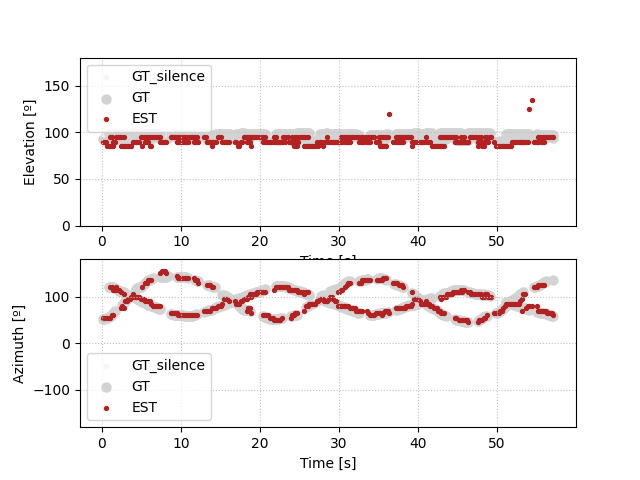 150
100
50
0
Elevation [º]
GT_silence
GT
EST
0 10 20 30 40 50
Time [s]
100
0
−100
Azimuth [º]
GT_silence
GT
EST
0 10 20 30 40 50
Time [s]